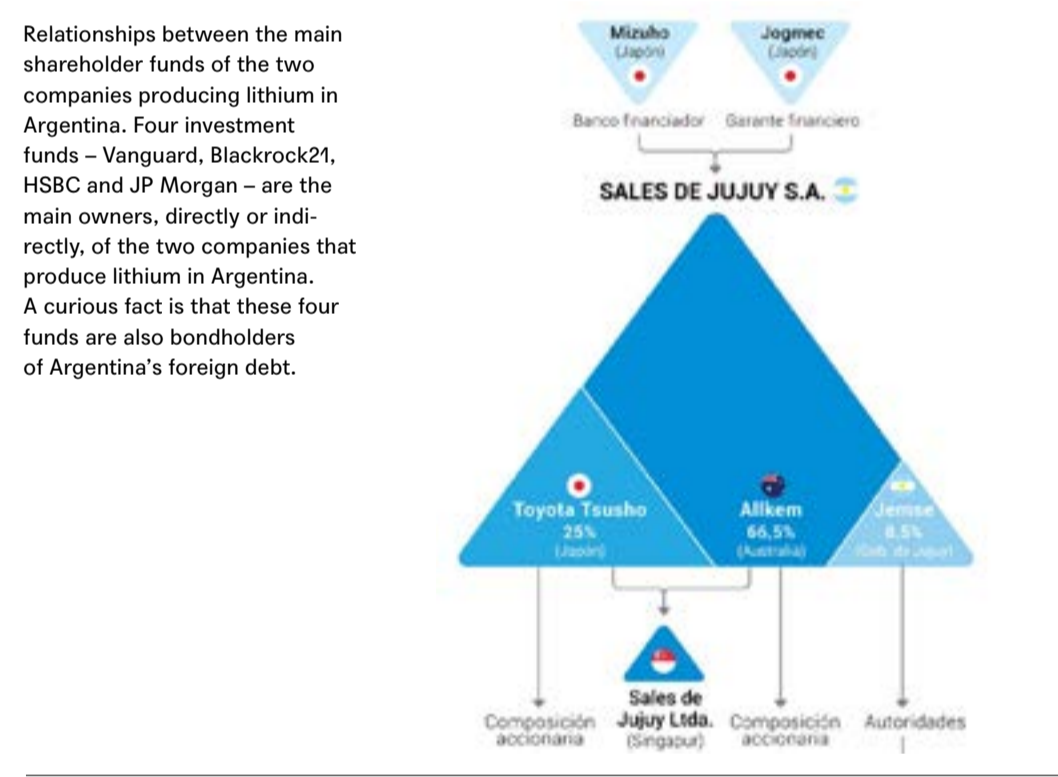 Relationships between the main
shareholder funds of the two
companies producing lithium in
Argentina. Four investment
funds – Vanguard, Blackrock21,
HSBC and JP Morgan – are the
main owners, directly or indi-
rectly, of the two companies that
produce lithium in Argentina.
A curious fact is that these four
funds are also bondholders
of Argentina’s foreign debt.
Mizuho
(Japón)
Jogmec
(Japón)
Banco financiador
Garante financiero
SALES DE JUJUY S.A.
Toyota Tsusho
25%
(Japón)
Allkem
66,5%
(Australia)
Jemse
8.5%
(Gob. de Jujuy)
Composición
accionaria
Sales de
Jujuy Ltda.
(Singapur)
Composición
accionaria
Autoridades